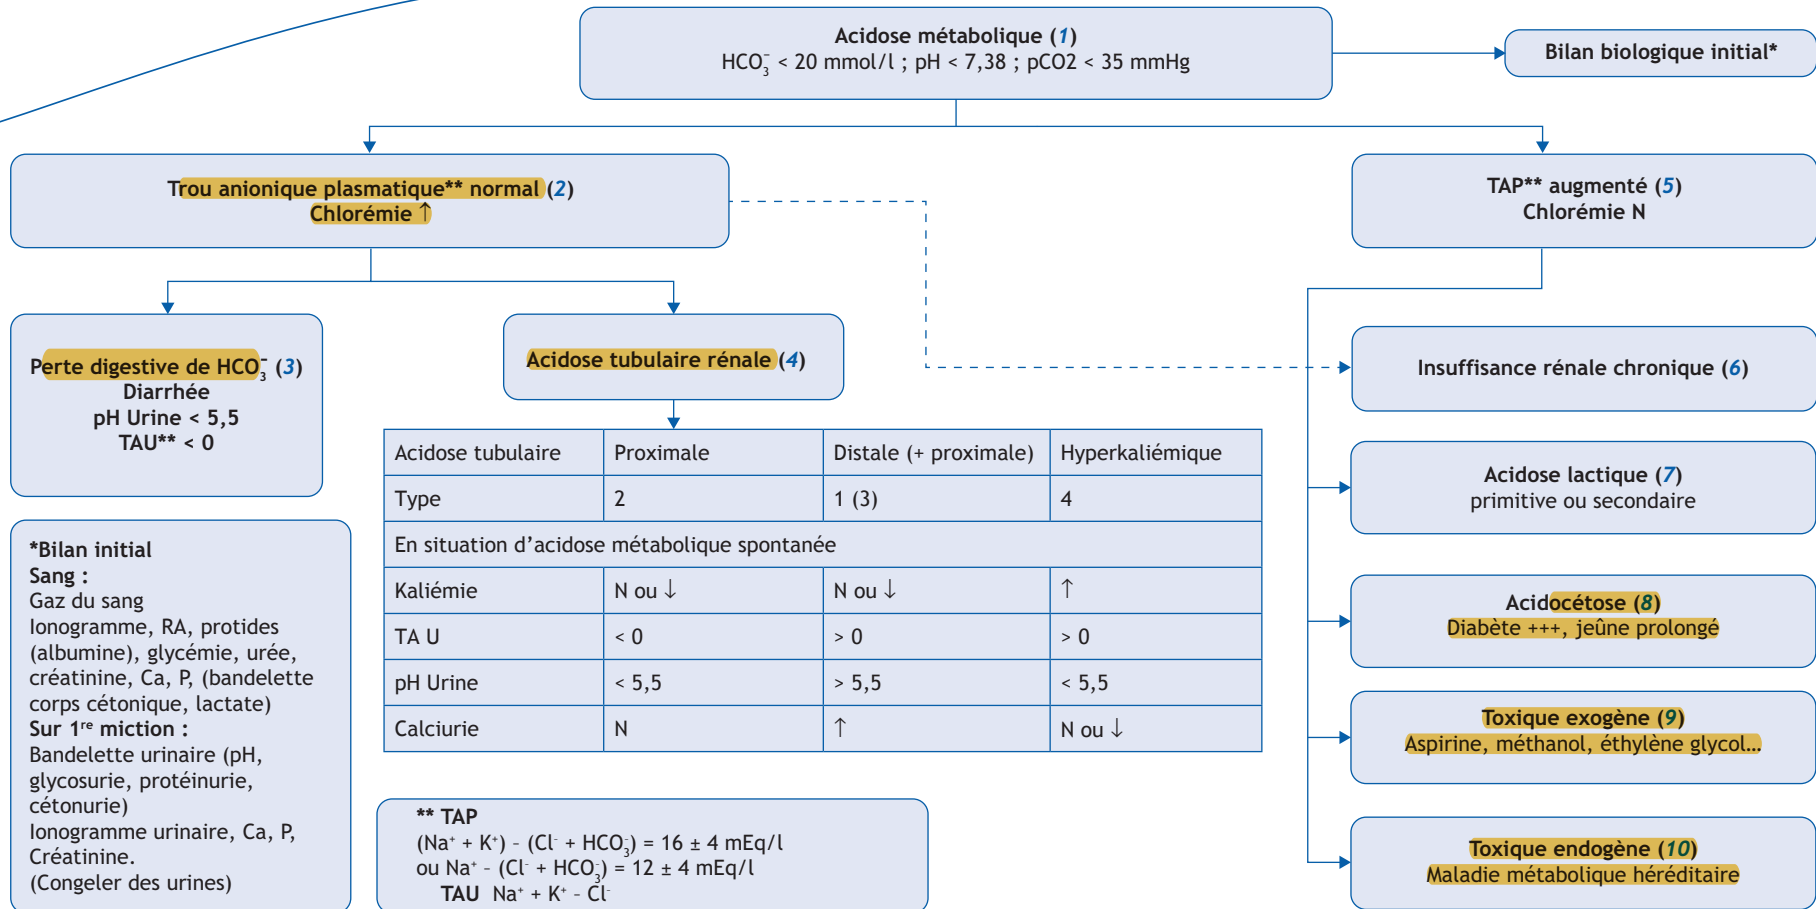 Acidose métabolique (1)
HCO₃⁻ < 20 mmol/l ; pH < 7,38 ; pCO2 < 35 mmHg
Bilan biologique initial*
Trou anionique plasmatique** normal (2)
Chlorémie ↑
TAP** augmenté (5)
Chlorémie N
Perte digestive de HCO₃⁻ (3)
Diarrhée
pH Urine < 5,5
TAU** < 0
Acidose tubulaire rénale (4)
Acidose tubulaire Proximale Distale (+ proximale) Hyperkaliémique
Type 2 1 (3) 4
En situation d’acidose métabolique spontanée
Kaliémie N ou ↓ N ou ↓ ↑
TA U < 0 > 0 > 0
pH Urine < 5,5 > 5,5 < 5,5
Calciurie N ↑ N ou ↓
Insuffisance rénale chronique (6)
Acidose lactique (7)
primitive ou secondaire
Acidocétose (8)
Diabète +++, jeûne prolongé
Toxique exogène (9)
Aspirine, méthanol, éthylène glycol...
Toxique endogène (10)
Maladie métabolique héréditaire
*Bilan initial
Sang :
Gaz du sang
Ionogramme, RA, protides
(albumine), glycémie, urée,
créatinine, Ca, P, (bandelette
corps cétonique, lactate)
Sur 1re miction :
Bandelette urinaire (pH,
glycosurie, protéinurie,
cétonurie)
Ionogramme urinaire, Ca, P,
Créatinine.
(Congeler des urines)
** TAP
(Na⁺ + K⁺) – (Cl⁻ + HCO₃⁻) = 16 ± 4 mEq/l
ou Na⁺ – (Cl⁻ + HCO₃⁻) = 12 ± 4 mEq/l
TAU Na⁺ + K⁺ – Cl⁻